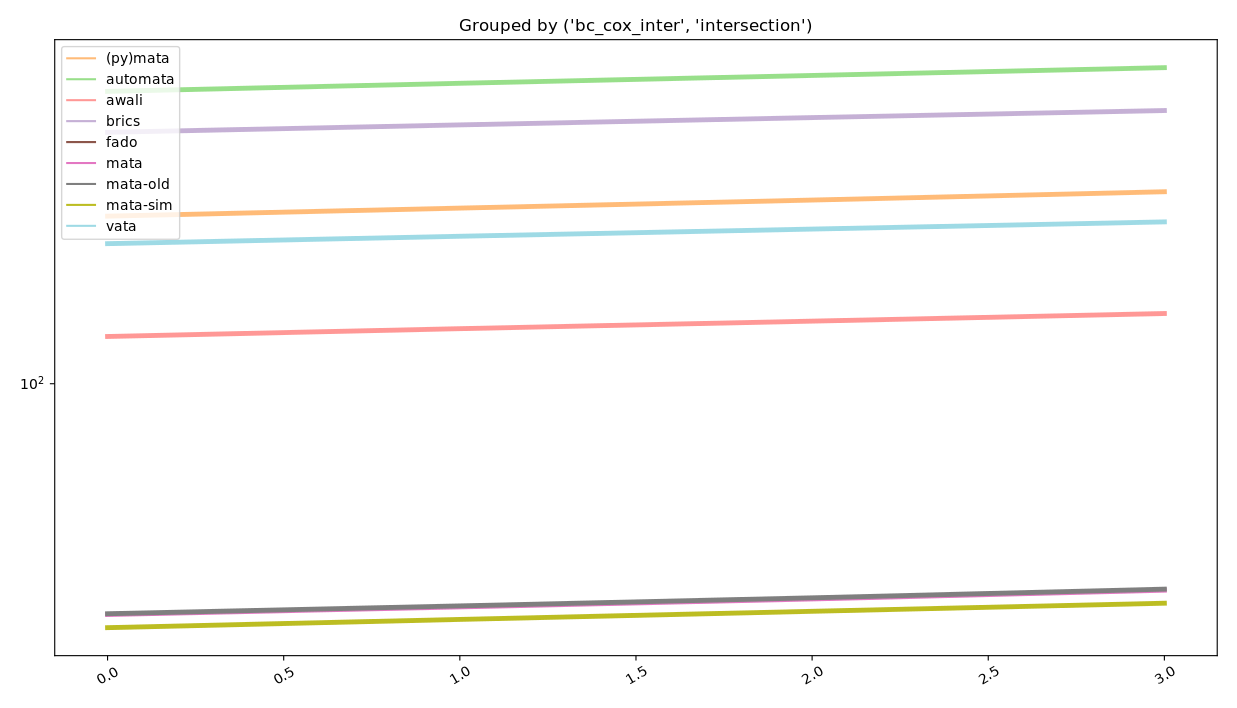 Grouped by ('bc_cox_inter', 'intersection')
(py)mata
automata
awali
brics
fado
mata
mata-old
mata-sim
vata
10²
0.0 0.5 1.0 1.5 2.0 2.5 3.0